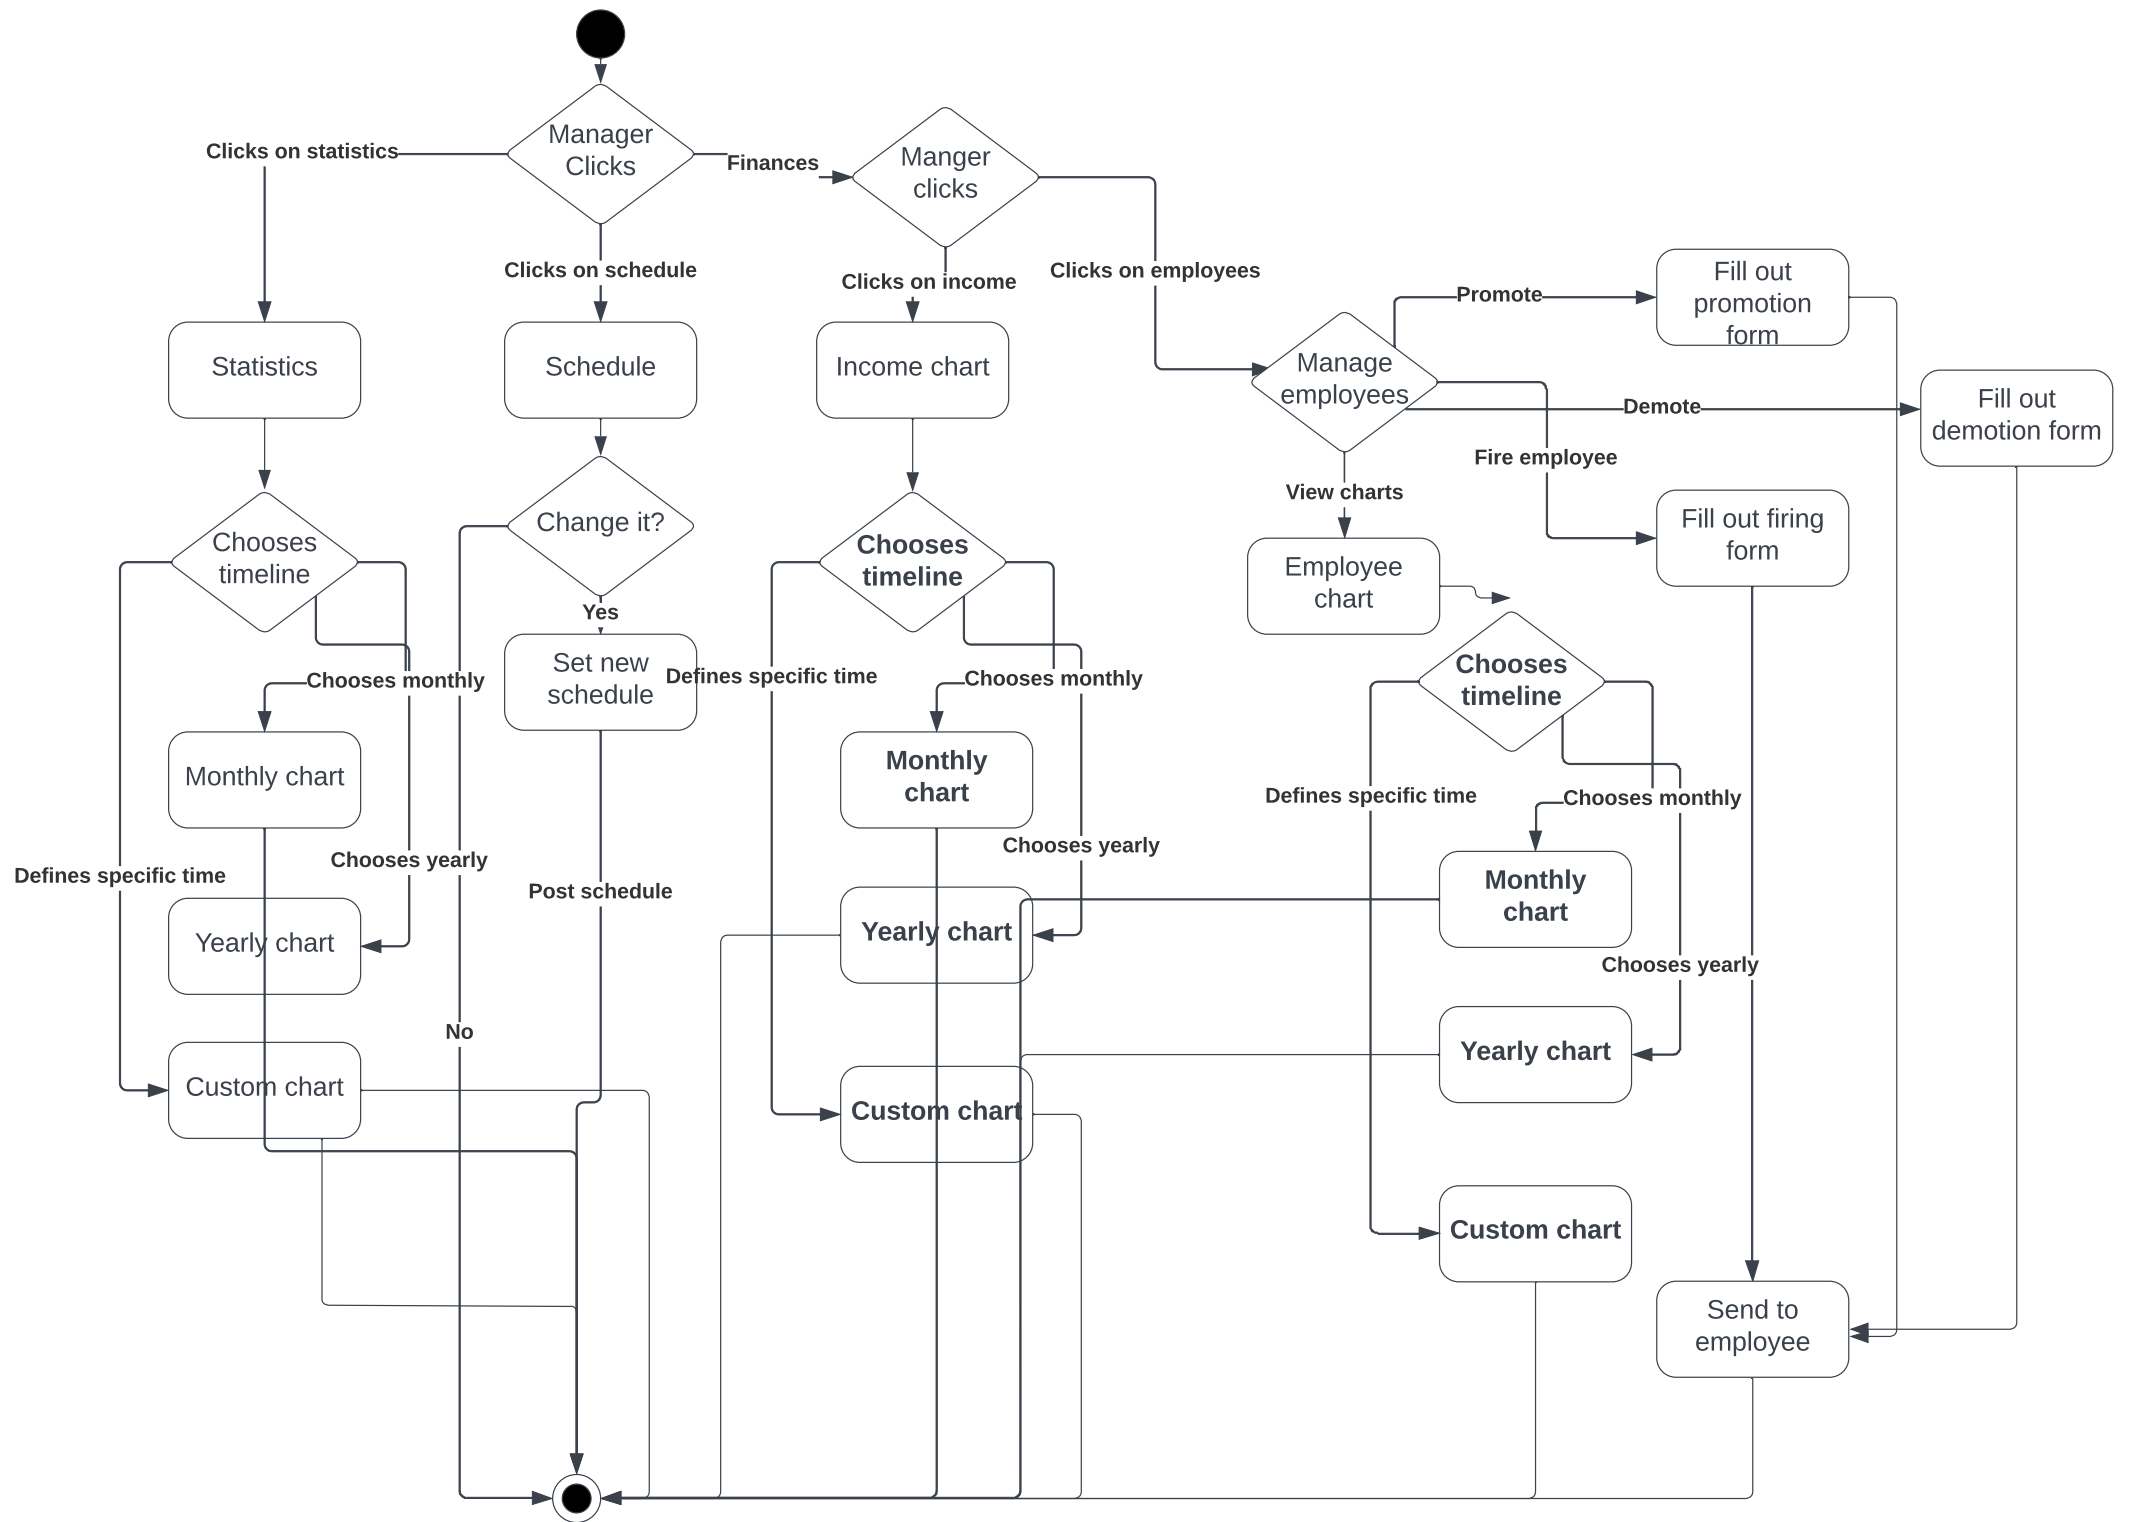 Manager
Clicks
Clicks on statistics
Finances
Manger
clicks
Clicks on schedule
Clicks on income
Clicks on employees
Fill out
promotion
form
Promote
Statistics
Schedule
Income chart
Manage
employees
Demote
Fill out
demotion form
Fire employee
View charts
Chooses
timeline
Change it?
Chooses
timeline
Fill out firing
form
Employee
chart
Yes
Set new
schedule
Defines specific time
Chooses monthly
Chooses monthly
Chooses
timeline
Monthly chart
Monthly
chart
Defines specific time
Chooses monthly
Chooses yearly
Chooses yearly
Defines specific time
Post schedule
Monthly
chart
Yearly chart
Yearly chart
Chooses yearly
No
Yearly chart
Custom chart
Custom chart
Custom chart
Send to
employee